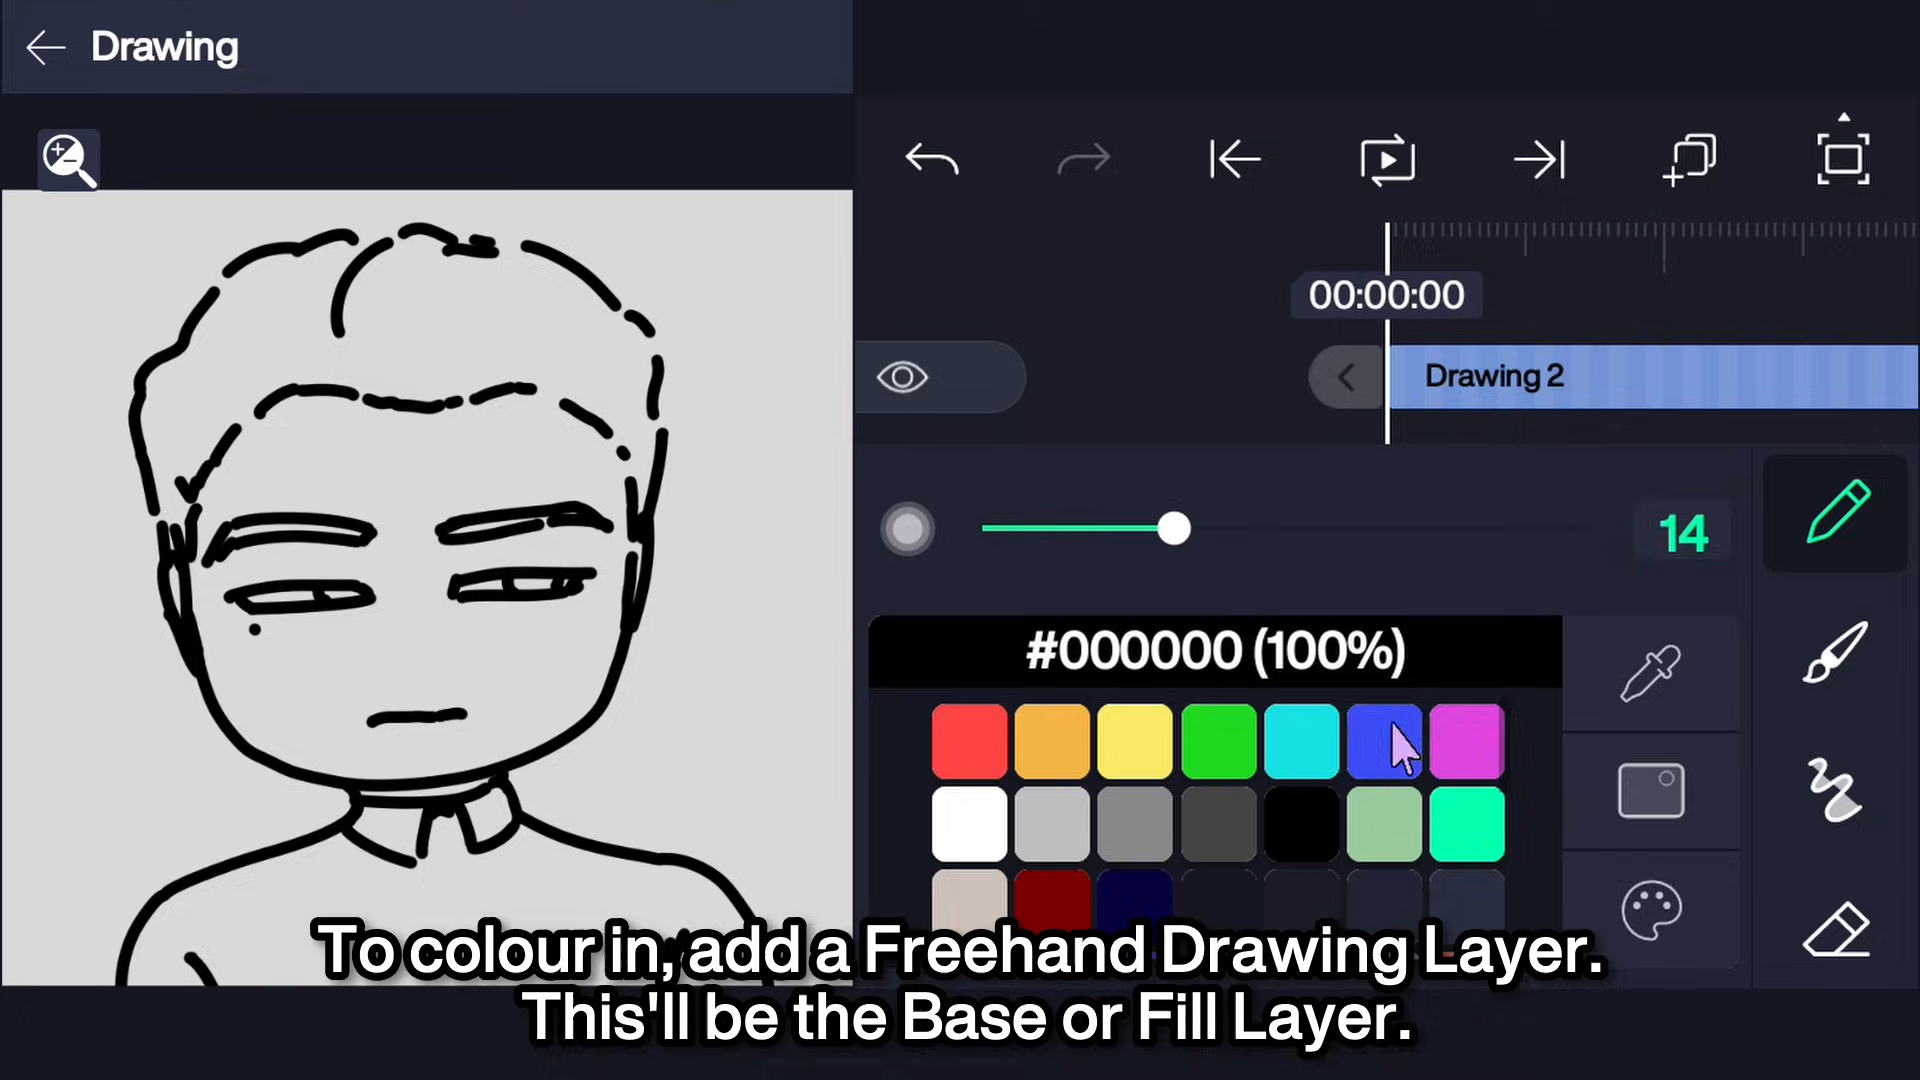 Drawing
00:00:00
Drawing 2
14
#000000 (100%)
To colour in, add a Freehand Drawing Layer.
This'll be the Base or Fill Layer.